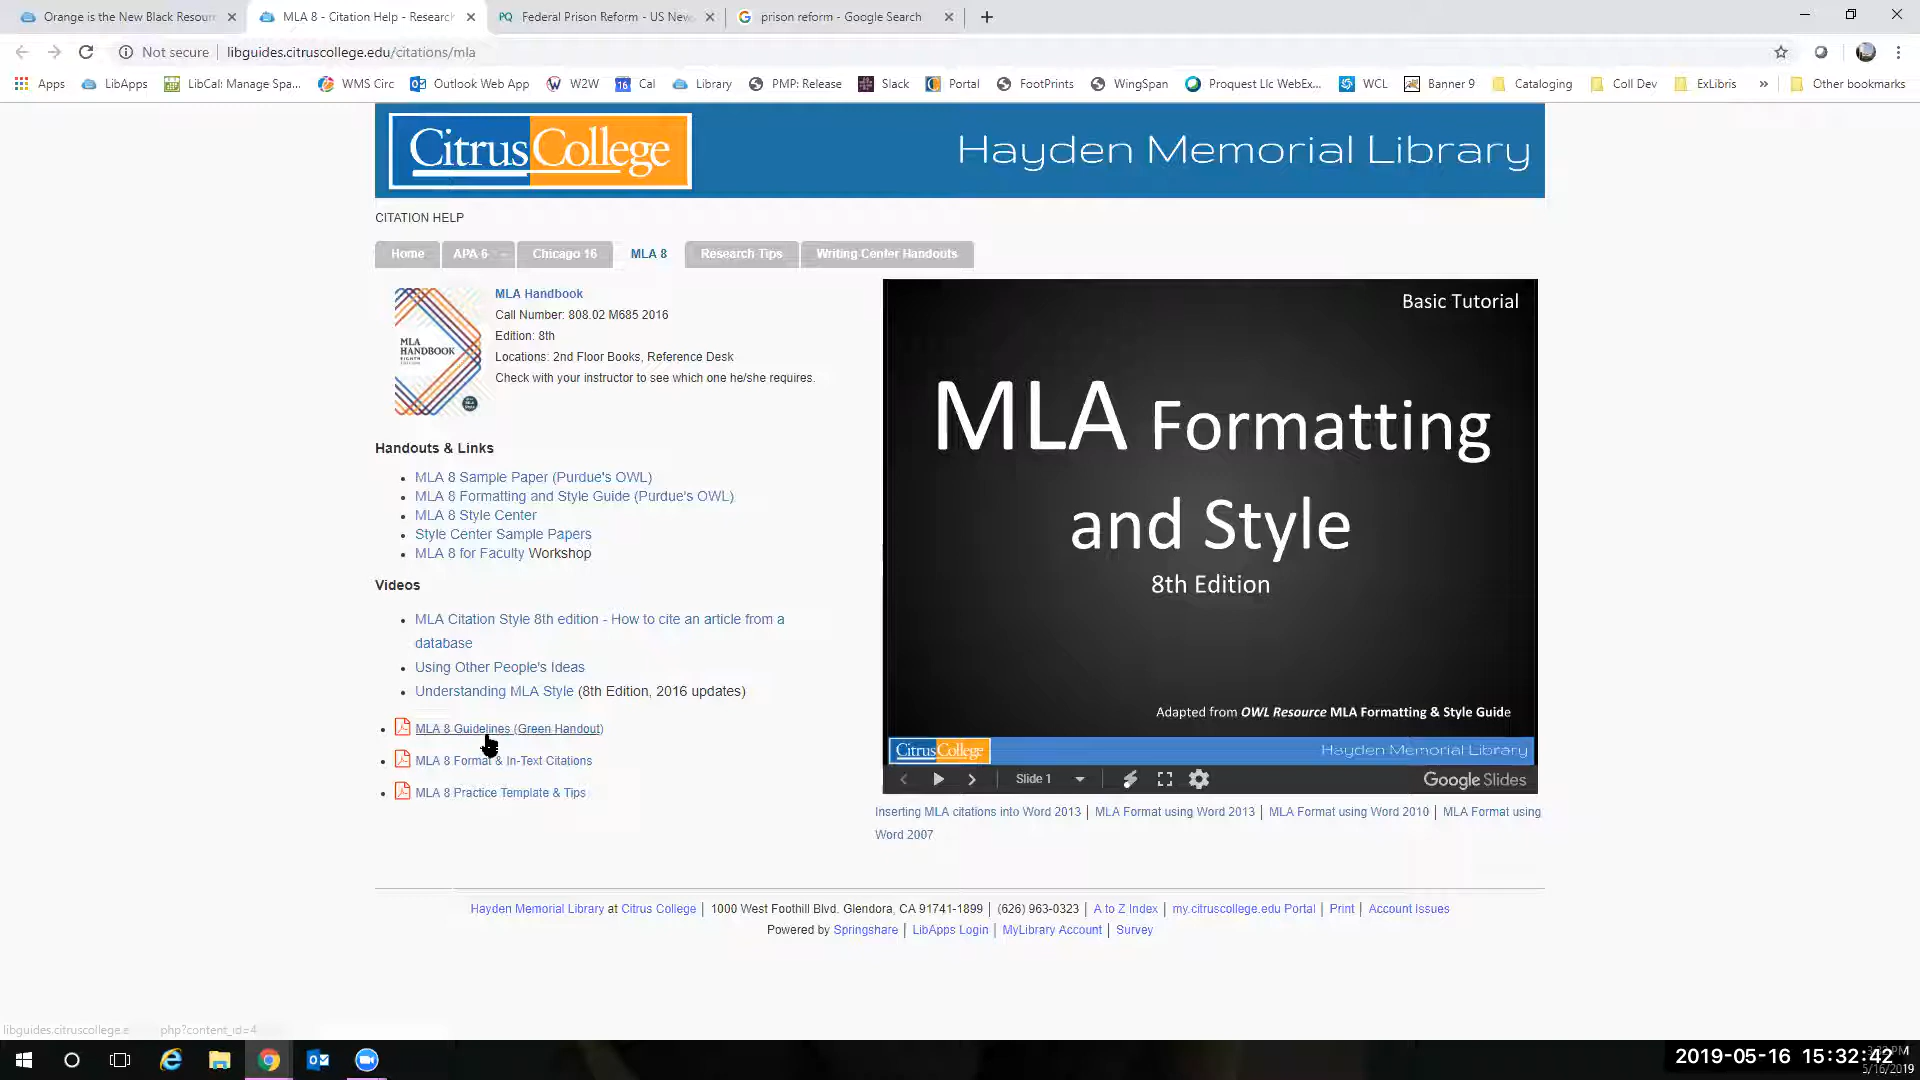 Orange is the New Black Resour
MLA 8 - Citation Help - Research
Federal Prison Reform - US New
prison reform - Google Search
Not secure
libguides.citruscollege.edu/citations/mla
Apps
LibApps
LibCal: Manage Spa...
WMS Circ
Outlook Web App
W2W
16 Cal
Library
PMP: Release
Slack
Portal
FootPrints
WingSpan
Proquest Llc WebEx...
WCL
Banner 9
Cataloging
Coll Dev
ExLibris
»
Other bookmarks
CitrusCollege
Hayden Memorial Library
CITATION HELP
Home
APA 6
Chicago 16
MLA 8
Research Tips
Writing Center Handouts
MLA HANDBOOK
EIGHTH EDITION
MLA Handbook
Call Number: 808.02 M685 2016
Edition: 8th
Locations: 2nd Floor Books, Reference Desk
Check with your instructor to see which one he/she requires.
Handouts & Links
• MLA 8 Sample Paper (Purdue's OWL)
• MLA 8 Formatting and Style Guide (Purdue's OWL)
• MLA 8 Style Center
• Style Center Sample Papers
• MLA 8 for Faculty Workshop
Videos
• MLA Citation Style 8th edition - How to cite an article from a
database
• Using Other People's Ideas
• Understanding MLA Style (8th Edition, 2016 updates)
• MLA 8 Guidelines (Green Handout)
• MLA 8 Format & In-Text Citations
• MLA 8 Practice Template & Tips
Basic Tutorial
MLA Formatting
and Style
8th Edition
Adapted from OWL Resource MLA Formatting & Style Guide
CitrusCollege
Hayden Memorial Library
Slide 1
Google Slides
Inserting MLA citations into Word 2013 | MLA Format using Word 2013 | MLA Format using Word 2010 | MLA Format using
Word 2007
Hayden Memorial Library at Citrus College | 1000 West Foothill Blvd. Glendora, CA 91741-1899 | (626) 963-0323 | A to Z Index | my.citruscollege.edu Portal | Print | Account Issues
Powered by Springshare | LibApps Login | MyLibrary Account | Survey
libguides.citruscollege.e php?content_id=4
2019-05-16 15:32:42
5/16/2019